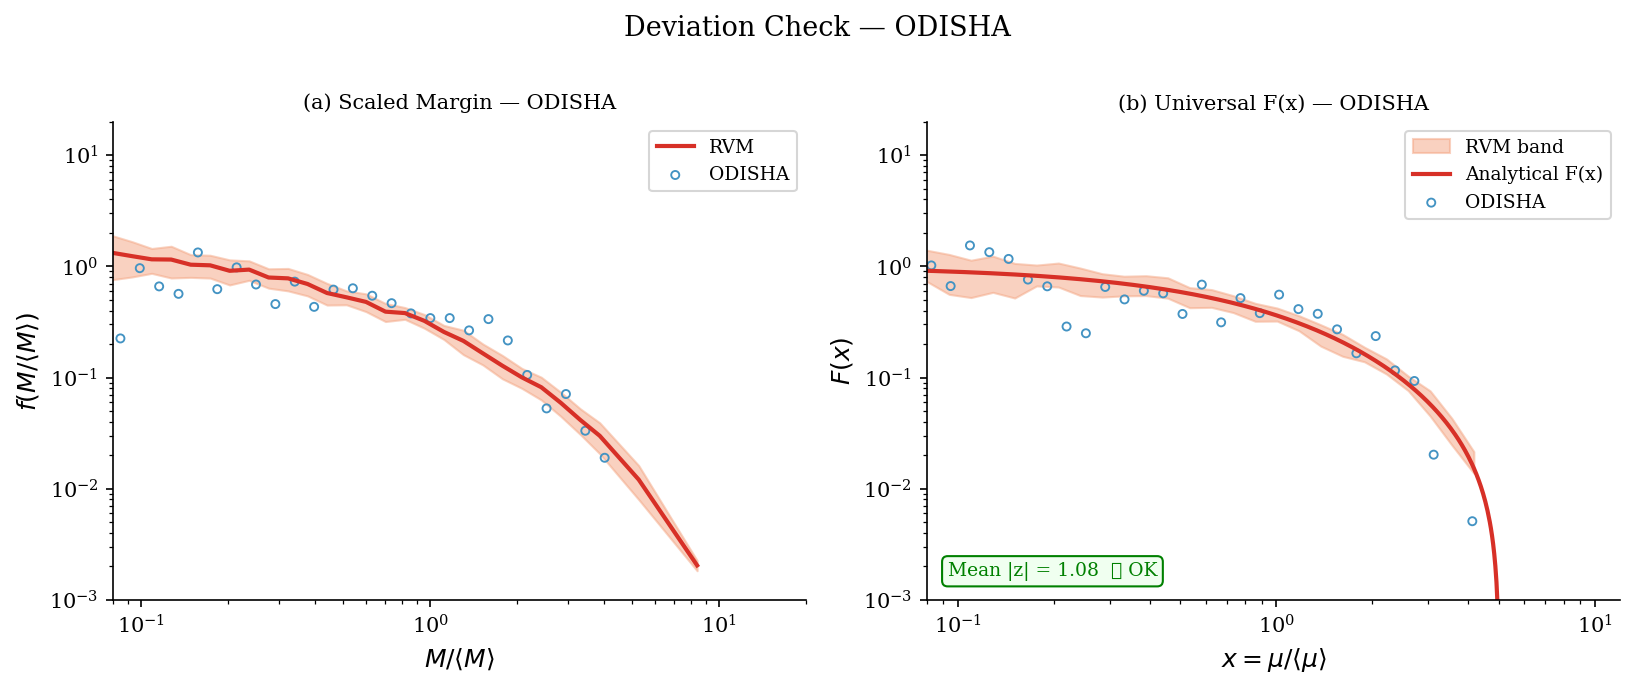 Deviation Check — ODISHA
(a) Scaled Margin — ODISHA
RVM
ODISHA
10¹
10⁰
10⁻¹
10⁻²
10⁻³
f(M/⟨M⟩)
10⁻¹ 10⁰ 10¹
M/⟨M⟩
(b) Universal F(x) — ODISHA
RVM band
Analytical F(x)
ODISHA
10¹
10⁰
10⁻¹
10⁻²
10⁻³
F(x)
Mean |z| = 1.08 ▯ OK
10⁻¹ 10⁰ 10¹
x = μ/⟨μ⟩